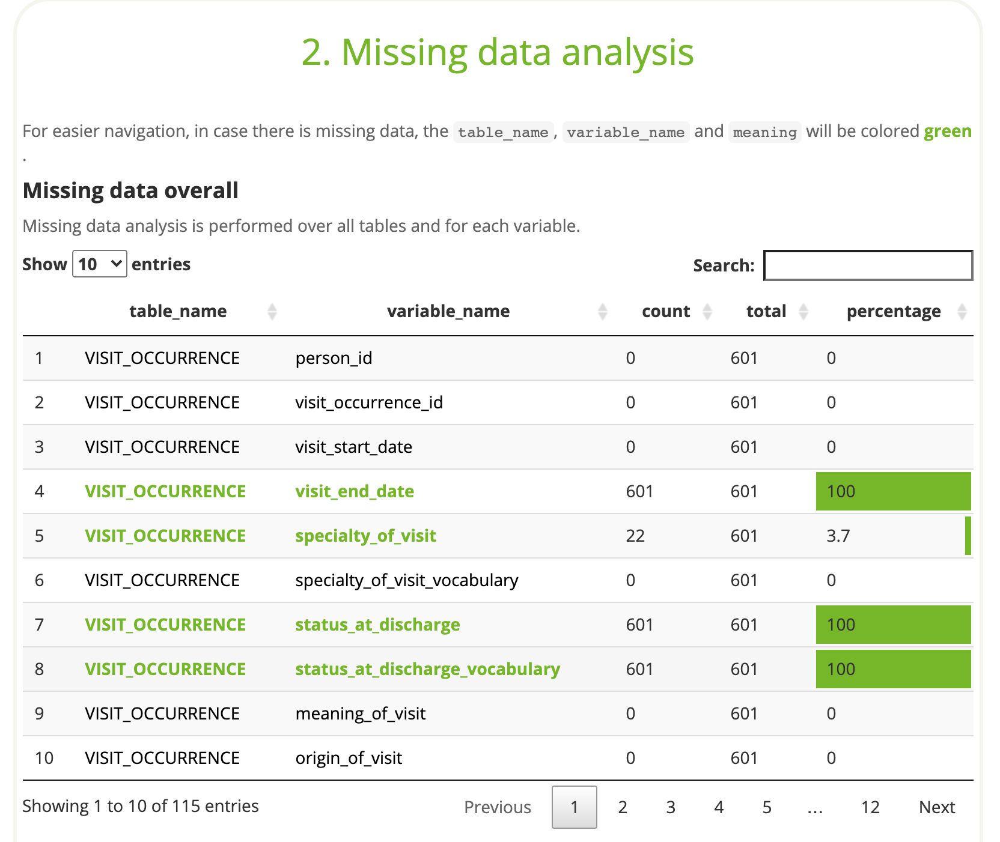 2. Missing data analysis
For easier navigation, in case there is missing data, the table_name, variable_name and meaning will be colored green
.
Missing data overall
Missing data analysis is performed over all tables and for each variable.
Show 10 entries Search:
table_name variable_name count total percentage
1 VISIT_OCCURRENCE person_id 0 601 0
2 VISIT_OCCURRENCE visit_occurrence_id 0 601 0
3 VISIT_OCCURRENCE visit_start_date 0 601 0
4 VISIT_OCCURRENCE visit_end_date 601 601 100
5 VISIT_OCCURRENCE specialty_of_visit 22 601 3.7
6 VISIT_OCCURRENCE specialty_of_visit_vocabulary 0 601 0
7 VISIT_OCCURRENCE status_at_discharge 601 601 100
8 VISIT_OCCURRENCE status_at_discharge_vocabulary 601 601 100
9 VISIT_OCCURRENCE meaning_of_visit 0 601 0
10 VISIT_OCCURRENCE origin_of_visit 0 601 0
Showing 1 to 10 of 115 entries Previous 1 2 3 4 5 … 12 Next